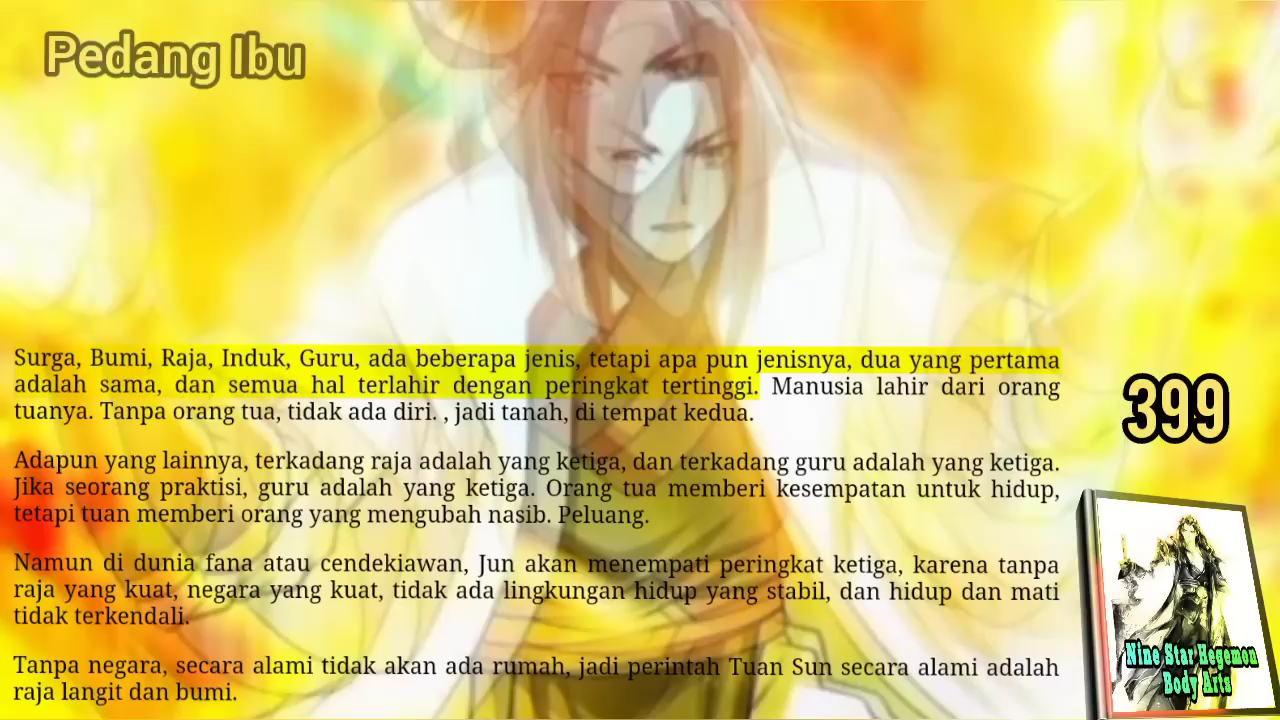 Pedang Ibu
Surga, Bumi, Raja, Induk, Guru, ada beberapa jenis, tetapi apa pun jenisnya, dua yang pertama
adalah sama, dan semua hal terlahir dengan peringkat tertinggi. Manusia lahir dari orang
tuanya. Tanpa orang tua, tidak ada diri. , jadi tanah, di tempat kedua.
Adapun yang lainnya, terkadang raja adalah yang ketiga, dan terkadang guru adalah yang ketiga.
Jika seorang praktisi, guru adalah yang ketiga. Orang tua memberi kesempatan untuk hidup,
tetapi tuan memberi orang yang mengubah nasib. Peluang.
Namun di dunia fana atau cendekiawan, Jun akan menempati peringkat ketiga, karena tanpa
raja yang kuat, negara yang kuat, tidak ada lingkungan hidup yang stabil, dan hidup dan mati
tidak terkendali.
Tanpa negara, secara alami tidak akan ada rumah, jadi perintah Tuan Sun secara alami adalah
raja langit dan bumi.
399
Nine Star Hegemon
Body Arts